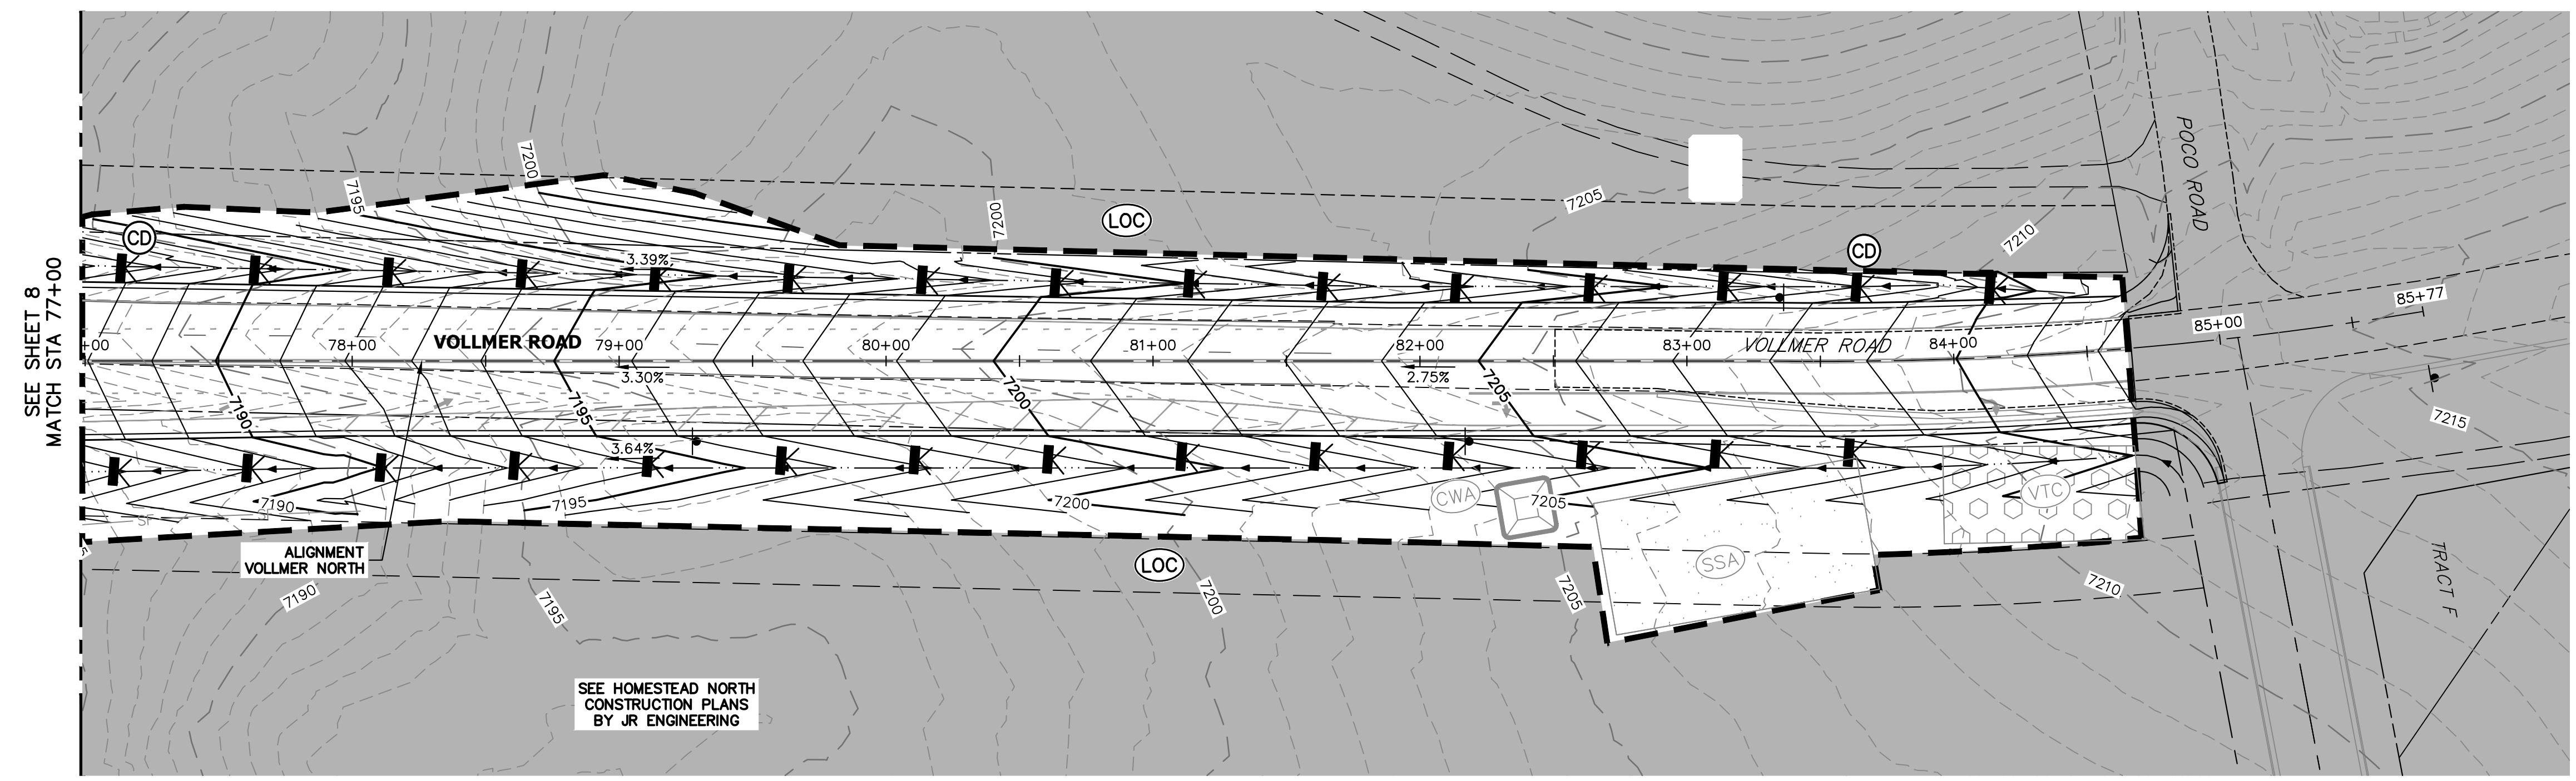 SEE SHEET 8
MATCH STA 77+00
7195
7200
7200
LOC
7205
7210
POCO ROAD
CD
CD
3.39%
+00
78+00
VOLLMER ROAD
79+00
80+00
81+00
82+00
83+00
VOLLMER ROAD
84+00
85+00
85+77
3.30%
2.75%
7190
7195
7200
7205
3.64%
7215
7190
7195
7200
CWA
7205
VTC
SF
SSA
ALIGNMENT
VOLLMER NORTH
LOC
7190
7195
7200
7205
7210
TRACT F
SEE HOMESTEAD NORTH
CONSTRUCTION PLANS
BY JR ENGINEERING